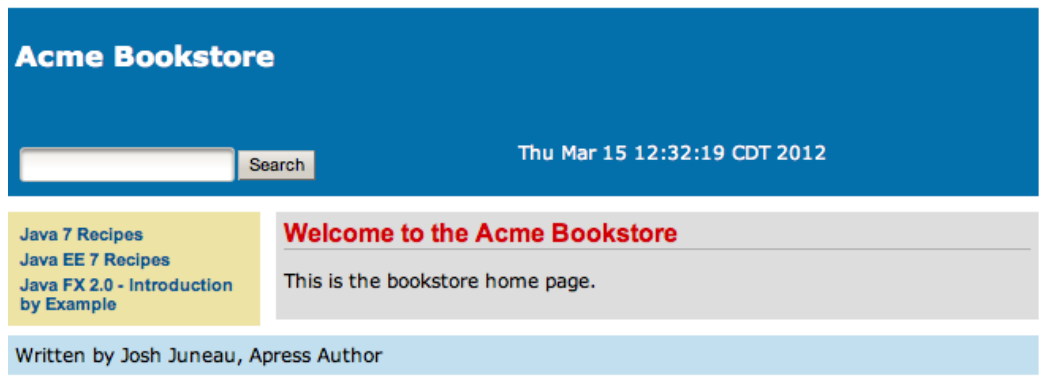 Acme Bookstore
Search
Thu Mar 15 12:32:19 CDT 2012
Java 7 Recipes
Java EE 7 Recipes
Java FX 2.0 - Introduction
by Example
Welcome to the Acme Bookstore
This is the bookstore home page.
Written by Josh Juneau, Apress Author